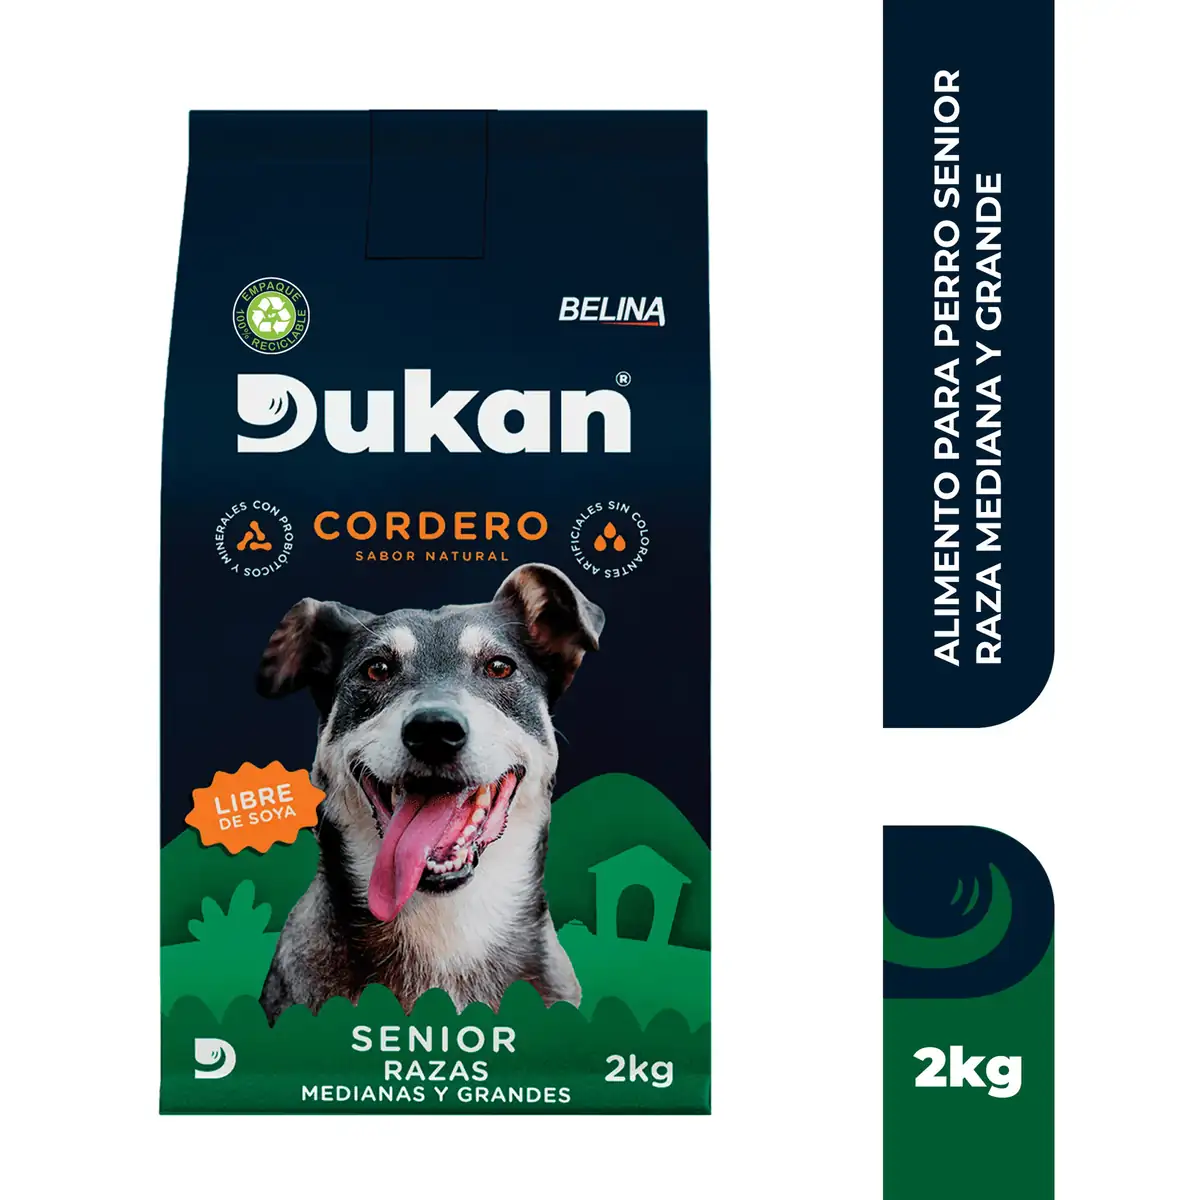 EMPAQUE
100% RECICLABLE
BELINA
Dukan®
MINERALES CON PROBIÓTICOS Y
CORDERO
SABOR NATURAL
SIN COLORANTES ARTIFICIALES
LIBRE
DE SOYA
SENIOR
RAZAS
MEDIANAS Y GRANDES
2kg
ALIMENTO PARA PERRO SENIOR
RAZA MEDIANA Y GRANDE
2kg